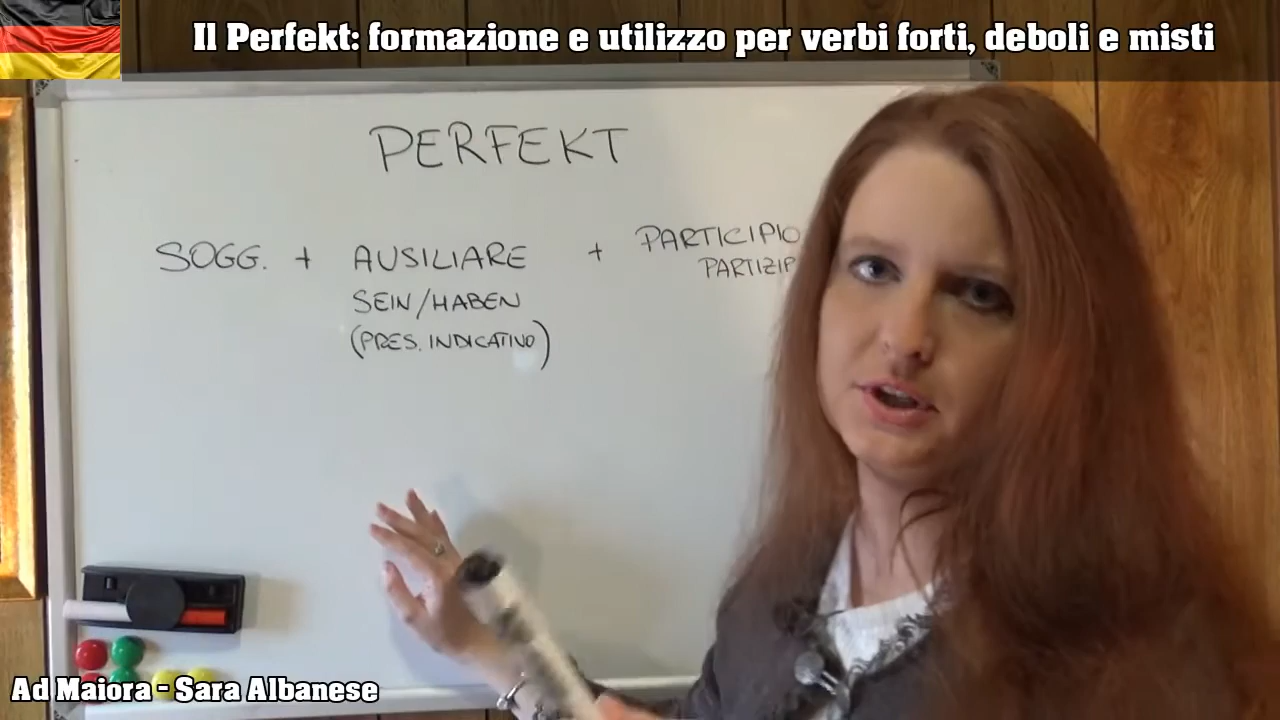 Il Perfekt: formazione e utilizzo per verbi forti, deboli e misti
PERFEKT
SOGG. + AUSILIARE + PARTICIPIO
PARTIZIP
SEIN/HABEN
(PRES. INDICATIVO)
Ad Maiora - Sara Albanese